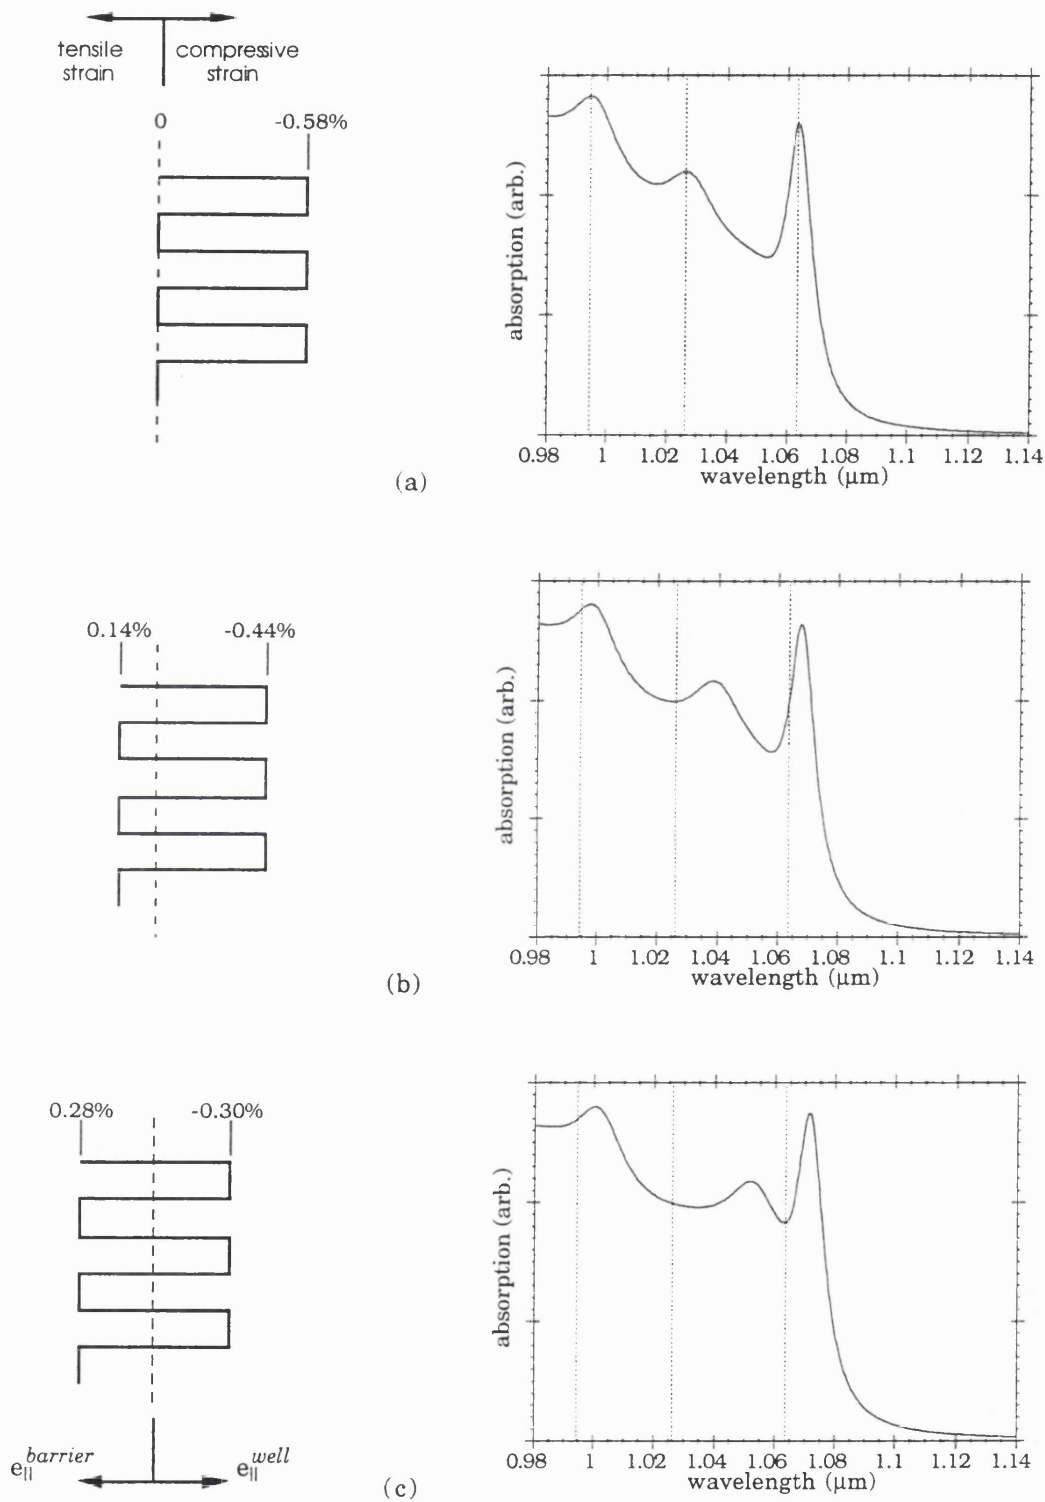 tensile
strain
compressive
strain
0
-0.58%
absorption (arb.)
0.98 1 1.02 1.04 1.06 1.08 1.1 1.12 1.14
wavelength (μm)
(a)
0.14%
-0.44%
absorption (arb.)
0.98 1 1.02 1.04 1.06 1.08 1.1 1.12 1.14
wavelength (μm)
(b)
0.28%
-0.30%
absorption (arb.)
0.98 1 1.02 1.04 1.06 1.08 1.1 1.12 1.14
wavelength (μm)
e||barrier
e||well
(c)